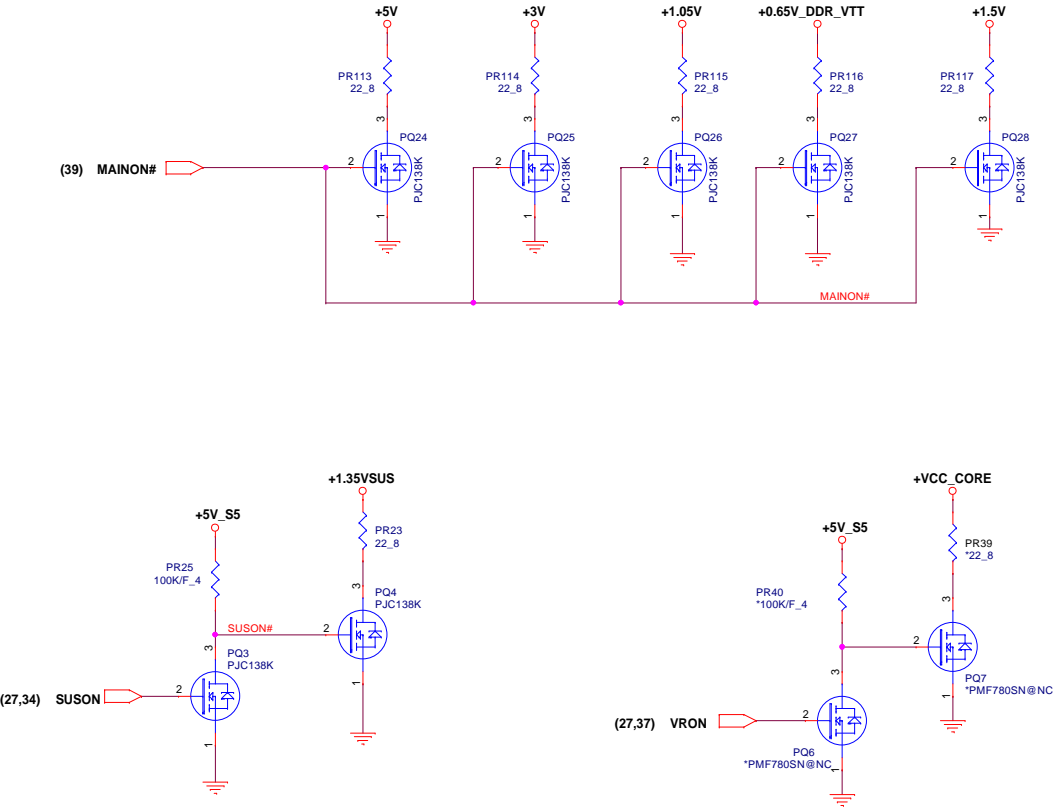 +5V
+3V
+1.05V
+0.65V_DDR_VTT
+1.5V
PR113
22_8
PR114
22_8
PR115
22_8
PR116
22_8
PR117
22_8
3
3
3
3
3
PQ24
PQ25
PQ26
PQ27
PQ28
(39) MAINON#
2
2
2
2
2
PJC138K
PJC138K
PJC138K
PJC138K
PJC138K
1
1
1
1
1
MAINON#
+1.35VSUS
+5V_S5
PR23
22_8
PR25
100K/F_4
3
PQ4
PJC138K
SUSON#
2
3
PQ3
PJC138K
1
(27,34) SUSON
2
1
+VCC_CORE
+5V_S5
PR39
*22_8
PR40
*100K/F_4
3
2
3
PQ7
*PMF780SN@NC
1
(27,37) VRON
2
PQ6
*PMF780SN@NC
1